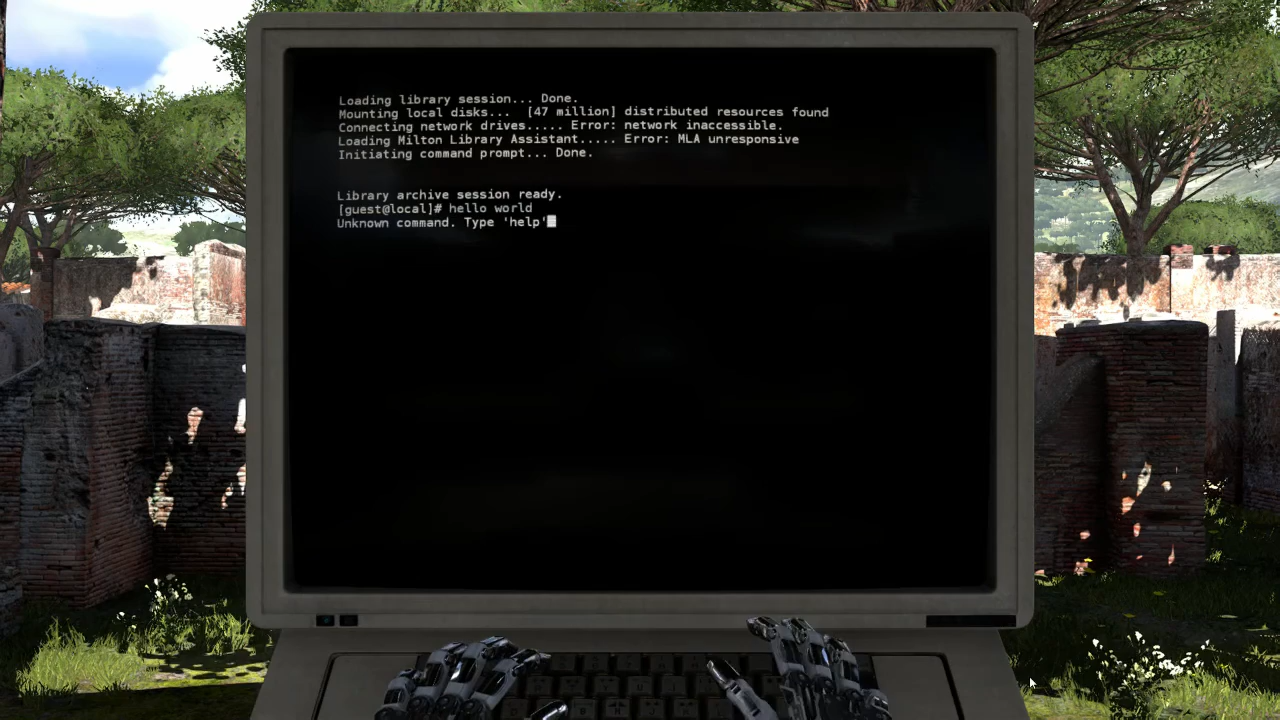 Loading library session... Done.
Mounting local disks...  [47 million] distributed resources found
Connecting network drives..... Error: network inaccessible.
Loading Milton Library Assistant..... Error: MLA unresponsive
Initiating command prompt... Done.
Library archive session ready.
[guest@local]# hello world
Unknown command. Type 'help'